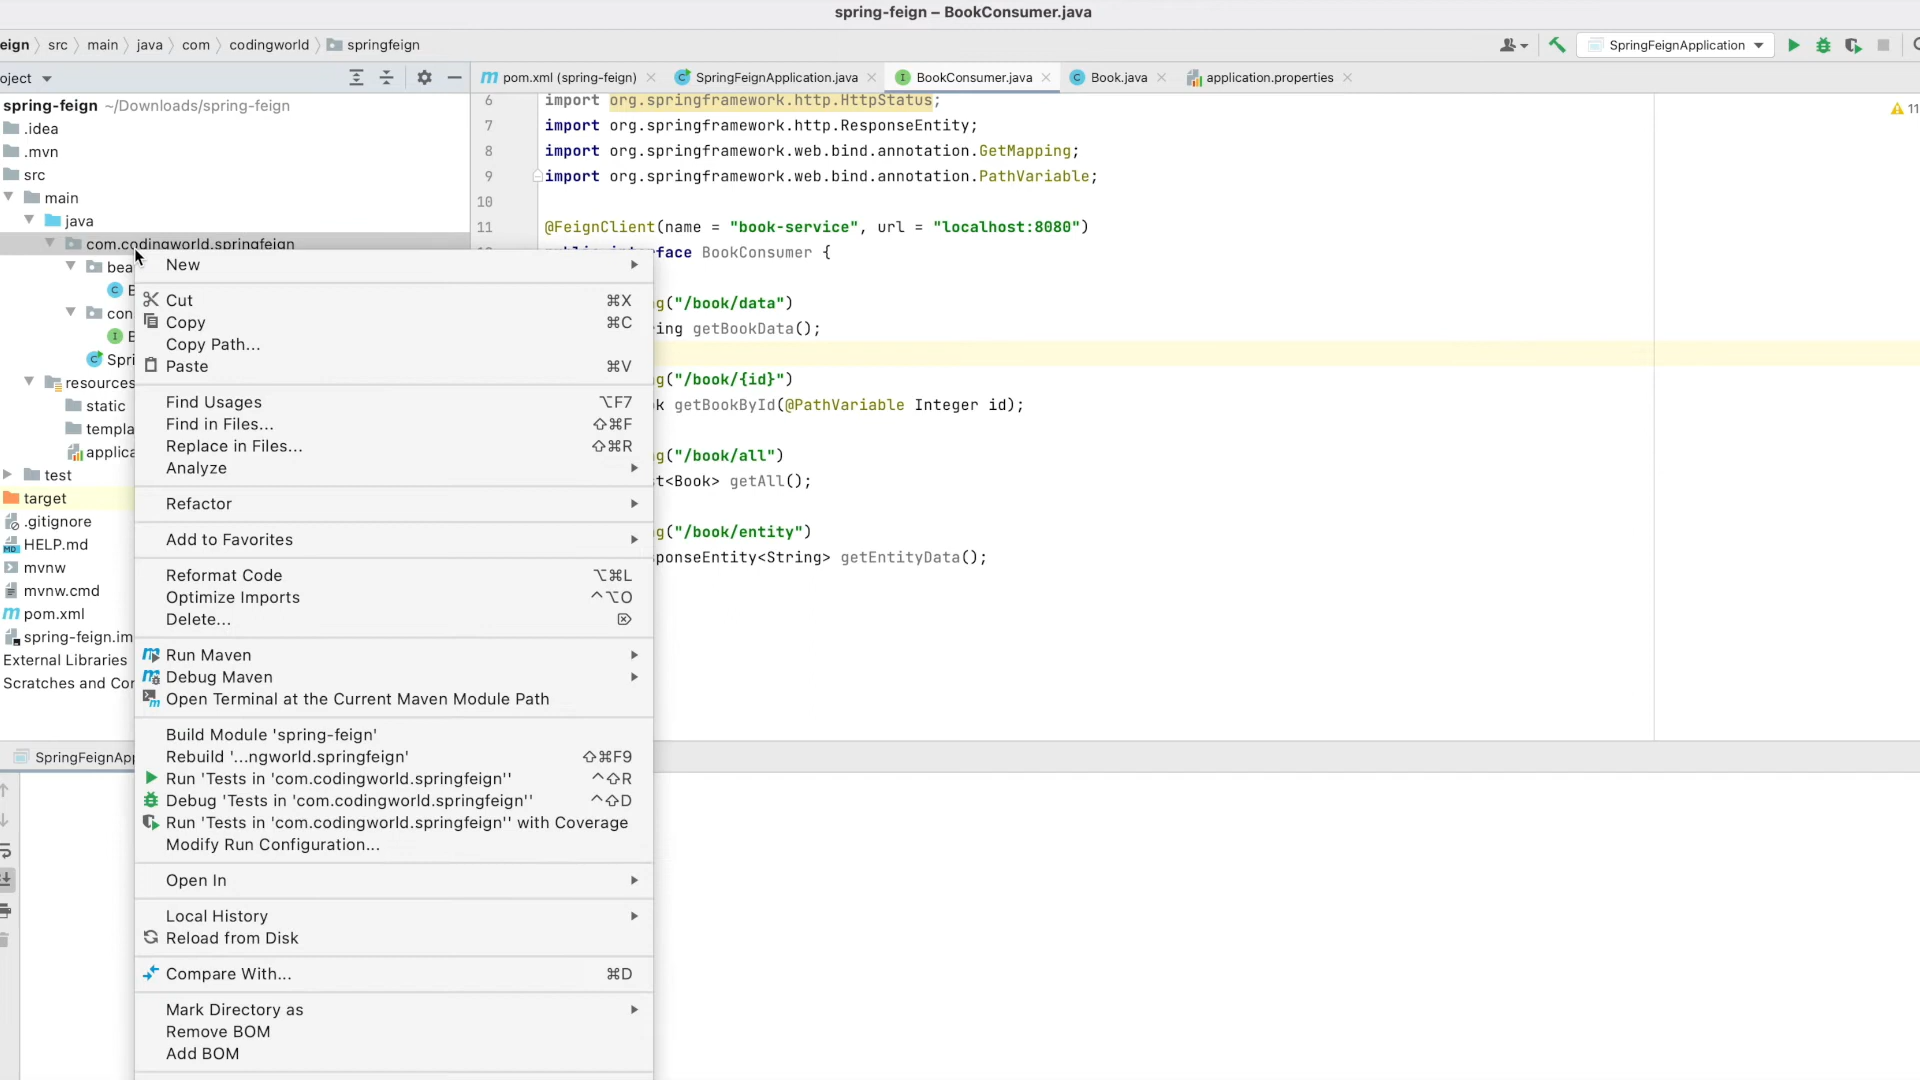 spring-feign – BookConsumer.java
eign
src
main
java
com
codingworld
springfeign
SpringFeignApplication
oject
pom.xml (spring-feign)
SpringFeignApplication.java
BookConsumer.java
Book.java
application.properties
spring-feign ~/Downloads/spring-feign
.idea
.mvn
src
main
java
com.codingworld.springfeign
bea
B
con
B
Spri
resources
static
templa
applica
test
target
.gitignore
HELP.md
mvnw
mvnw.cmd
pom.xml
spring-feign.im
External Libraries
Scratches and Cor
6 import org.springframework.http.HttpStatus;
7 import org.springframework.http.ResponseEntity;
8 import org.springframework.web.bind.annotation.GetMapping;
9 import org.springframework.web.bind.annotation.PathVariable;
10
11 @FeignClient(name = "book-service", url = "localhost:8080")
public interface BookConsumer {
g("/book/data")
ing getBookData();
g("/book/{id}")
k getBookById(@PathVariable Integer id);
g("/book/all")
t<Book> getAll();
g("/book/entity")
ponseEntity<String> getEntityData();
11
New
Cut ⌘X
Copy ⌘C
Copy Path...
Paste ⌘V
Find Usages ⌥F7
Find in Files... ⇧⌘F
Replace in Files... ⇧⌘R
Analyze
Refactor
Add to Favorites
Reformat Code ⌥⌘L
Optimize Imports ^⌥O
Delete... ⌦
Run Maven
Debug Maven
Open Terminal at the Current Maven Module Path
Build Module 'spring-feign'
Rebuild '...ngworld.springfeign' ⇧⌘F9
Run 'Tests in 'com.codingworld.springfeign'' ^⇧R
Debug 'Tests in 'com.codingworld.springfeign'' ^⇧D
Run 'Tests in 'com.codingworld.springfeign'' with Coverage
Modify Run Configuration...
Open In
Local History
Reload from Disk
Compare With... ⌘D
Mark Directory as
Remove BOM
Add BOM
SpringFeignApp